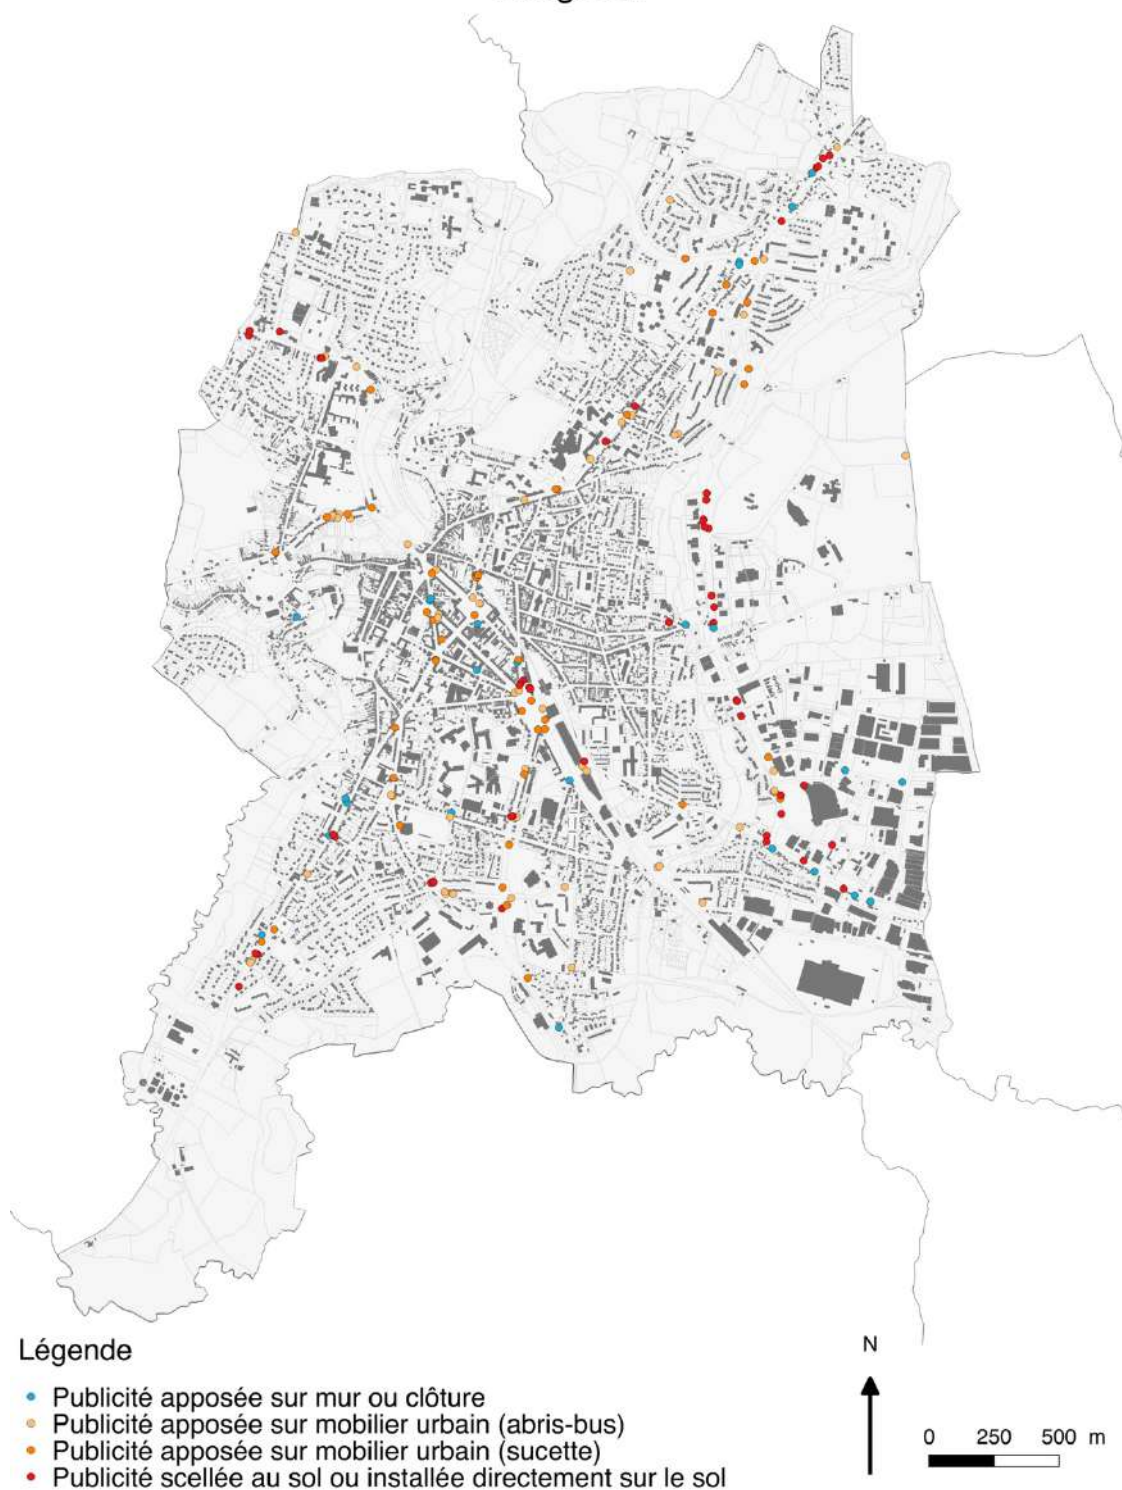 Légende
Publicité apposée sur mur ou clôture
Publicité apposée sur mobilier urbain (abris-bus)
Publicité apposée sur mobilier urbain (sucette)
Publicité scellée au sol ou installée directement sur le sol
N
0 250 500 m